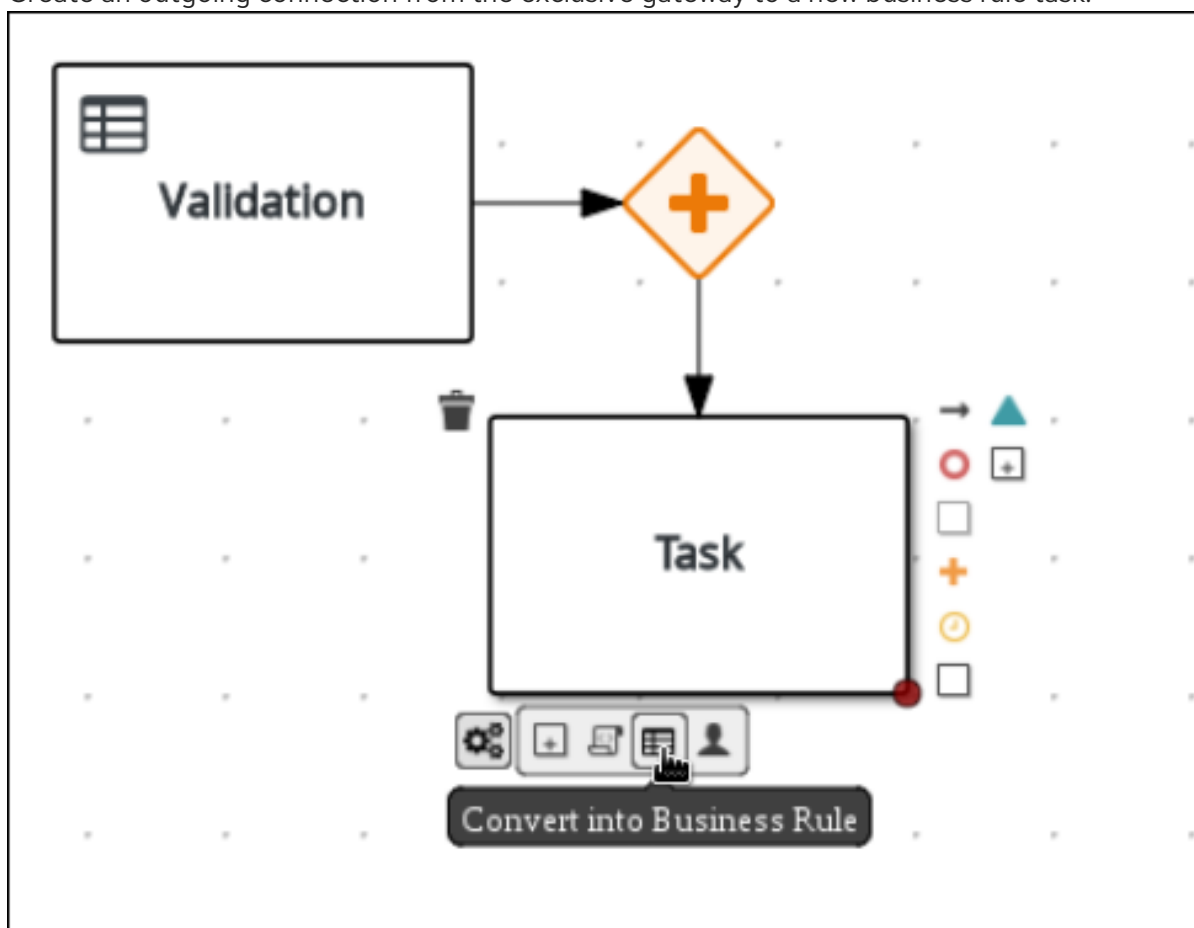 Create an outgoing connection from the exclusive gateway to a new business rule task.
Validation
Task
Convert into Business Rule